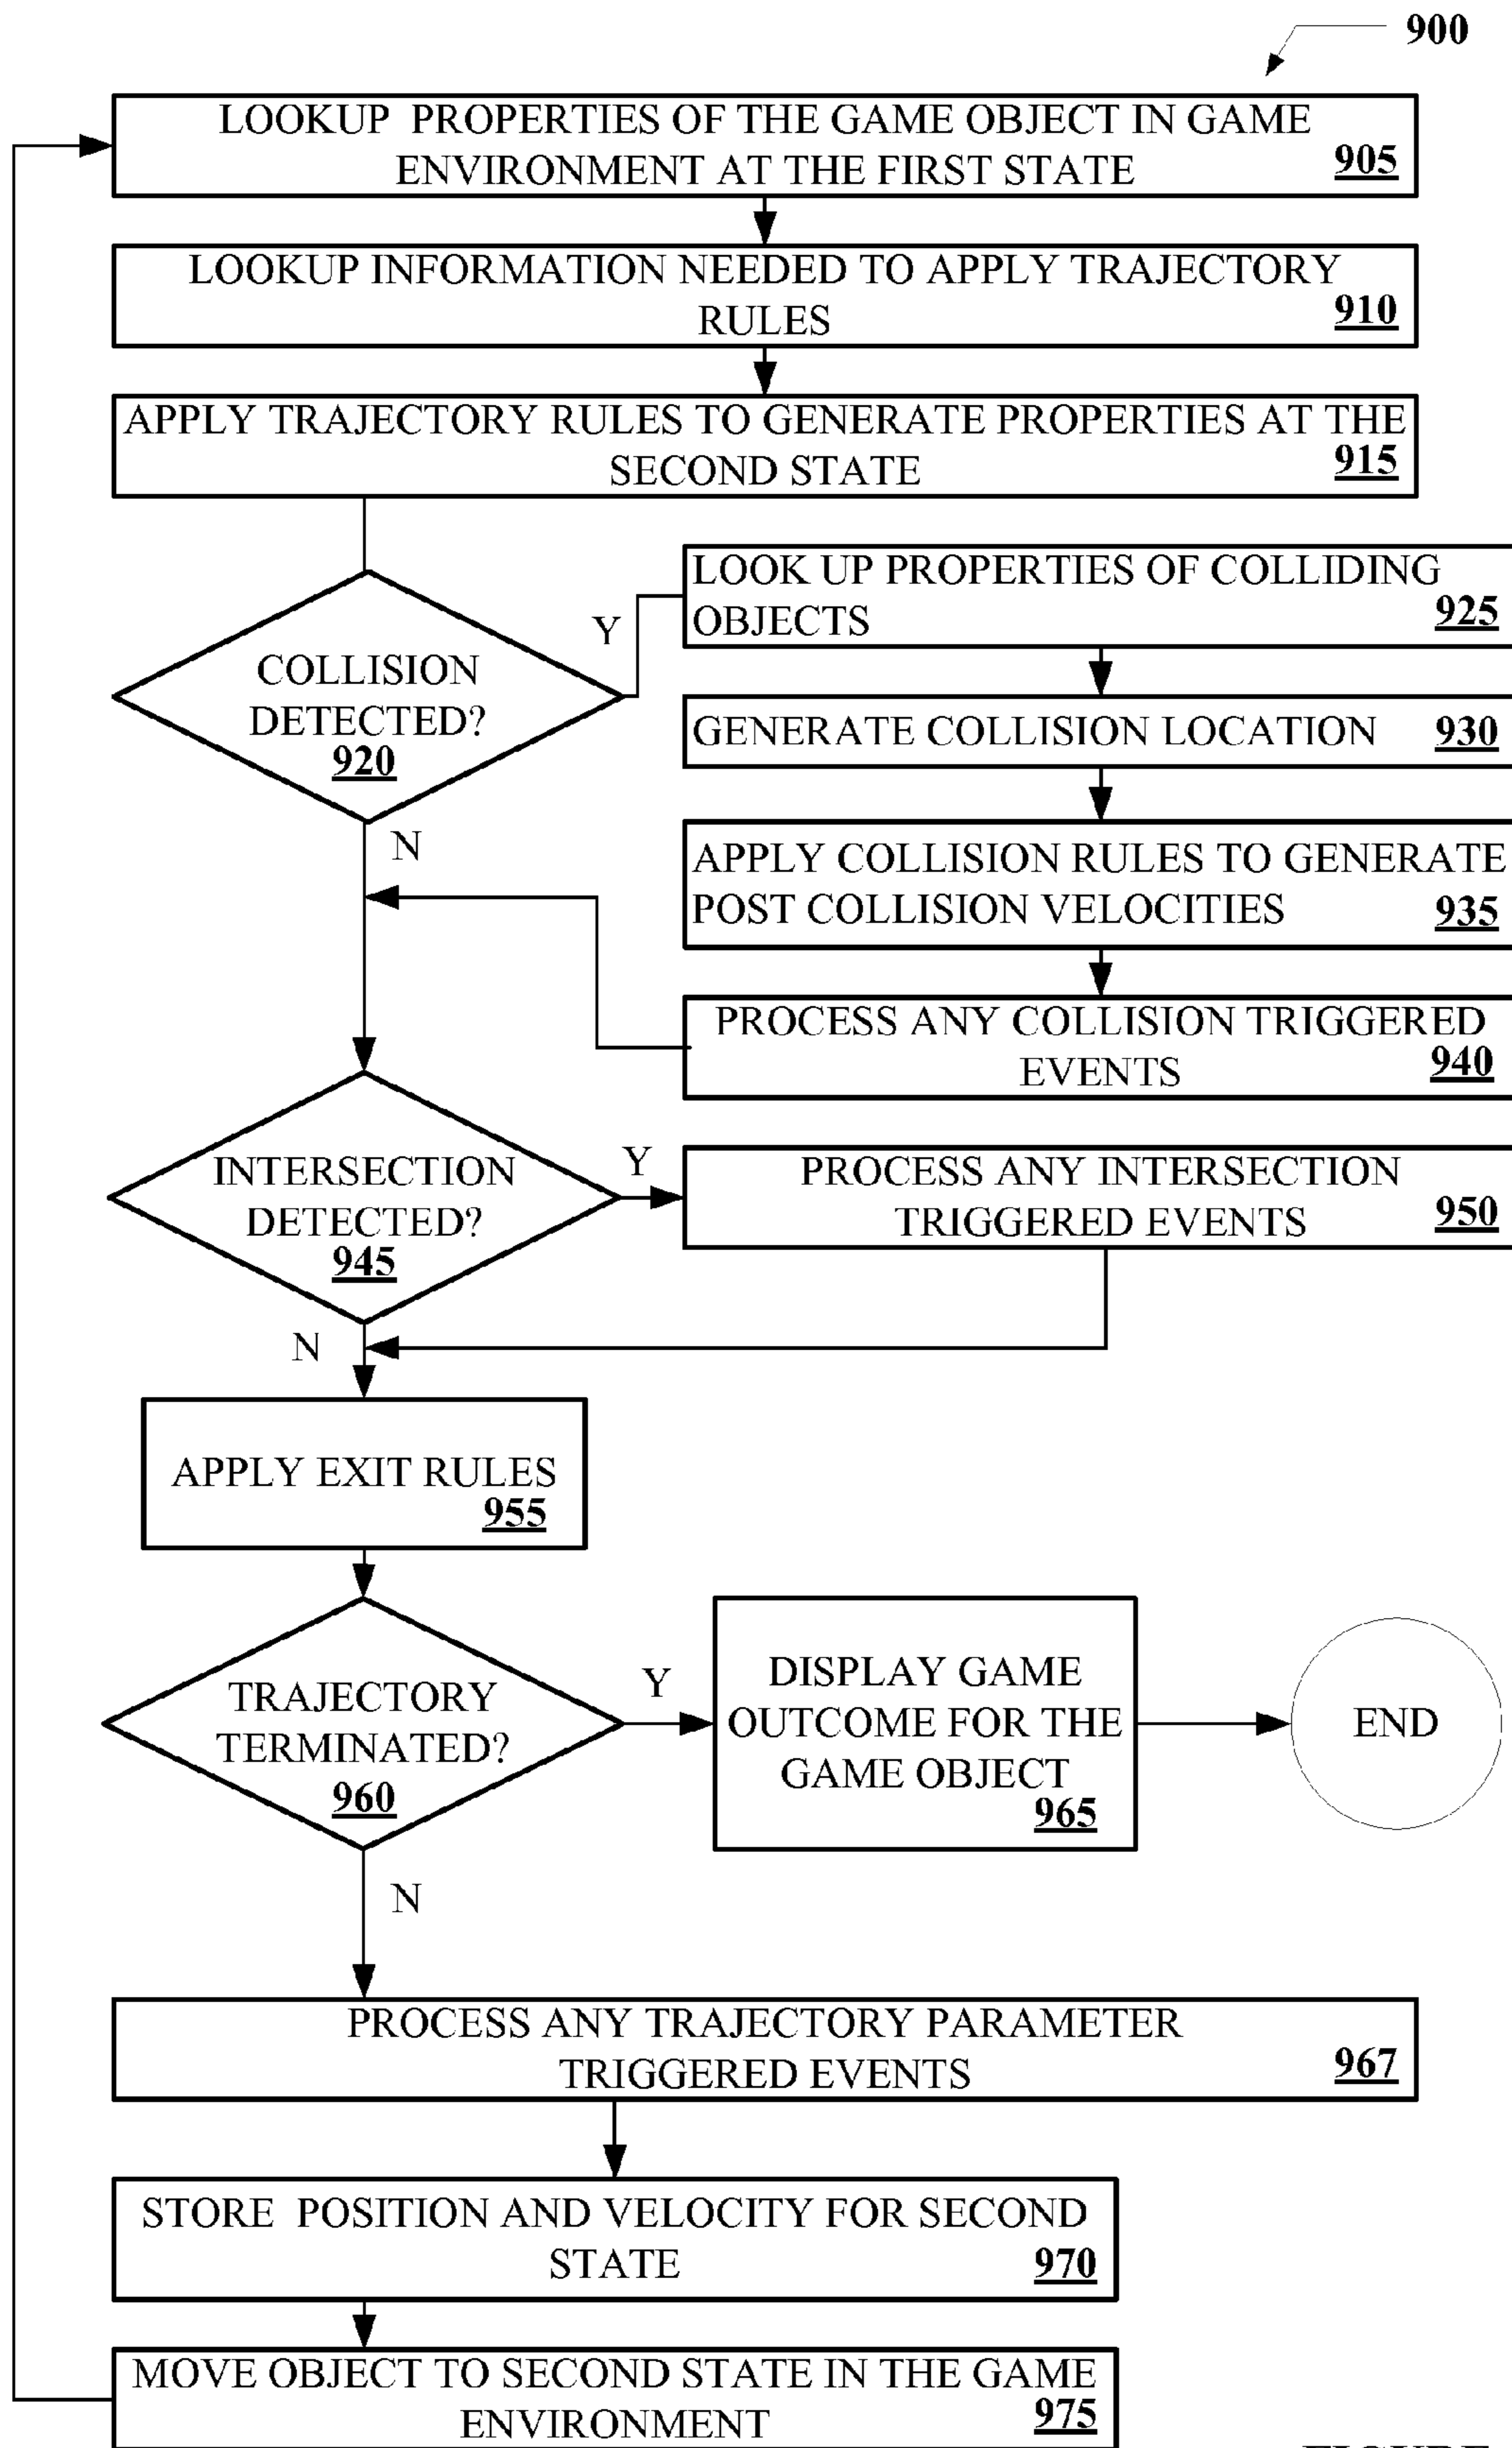 900
LOOKUP PROPERTIES OF THE GAME OBJECT IN GAME
ENVIRONMENT AT THE FIRST STATE
905
LOOKUP INFORMATION NEEDED TO APPLY TRAJECTORY
RULES
910
APPLY TRAJECTORY RULES TO GENERATE PROPERTIES AT THE
SECOND STATE
915
COLLISION
DETECTED?
920
Y
LOOK UP PROPERTIES OF COLLIDING
OBJECTS
925
GENERATE COLLISION LOCATION 930
APPLY COLLISION RULES TO GENERATE
POST COLLISION VELOCITIES
935
PROCESS ANY COLLISION TRIGGERED
EVENTS
940
N
INTERSECTION
DETECTED?
945
Y
PROCESS ANY INTERSECTION
TRIGGERED EVENTS
950
N
APPLY EXIT RULES
955
TRAJECTORY
TERMINATED?
960
Y
DISPLAY GAME
OUTCOME FOR THE
GAME OBJECT
965
END
N
PROCESS ANY TRAJECTORY PARAMETER
TRIGGERED EVENTS
967
STORE POSITION AND VELOCITY FOR SECOND
STATE
970
MOVE OBJECT TO SECOND STATE IN THE GAME
ENVIRONMENT
975